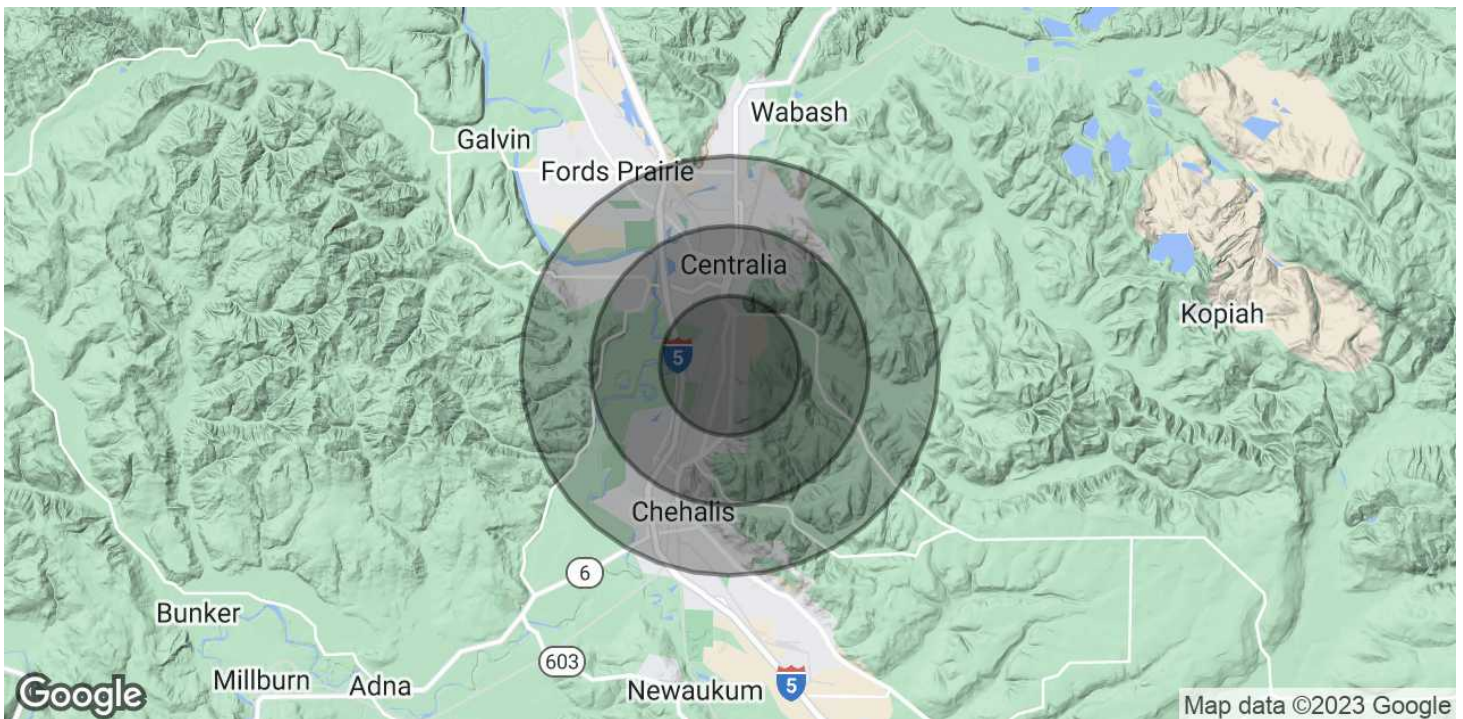 Wabash
Galvin
Fords Prairie
Centralia
Kopiah
5
Chehalis
6
Bunker
603
Millburn
Adna
Newaukum
5
Google
Map data ©2023 Google